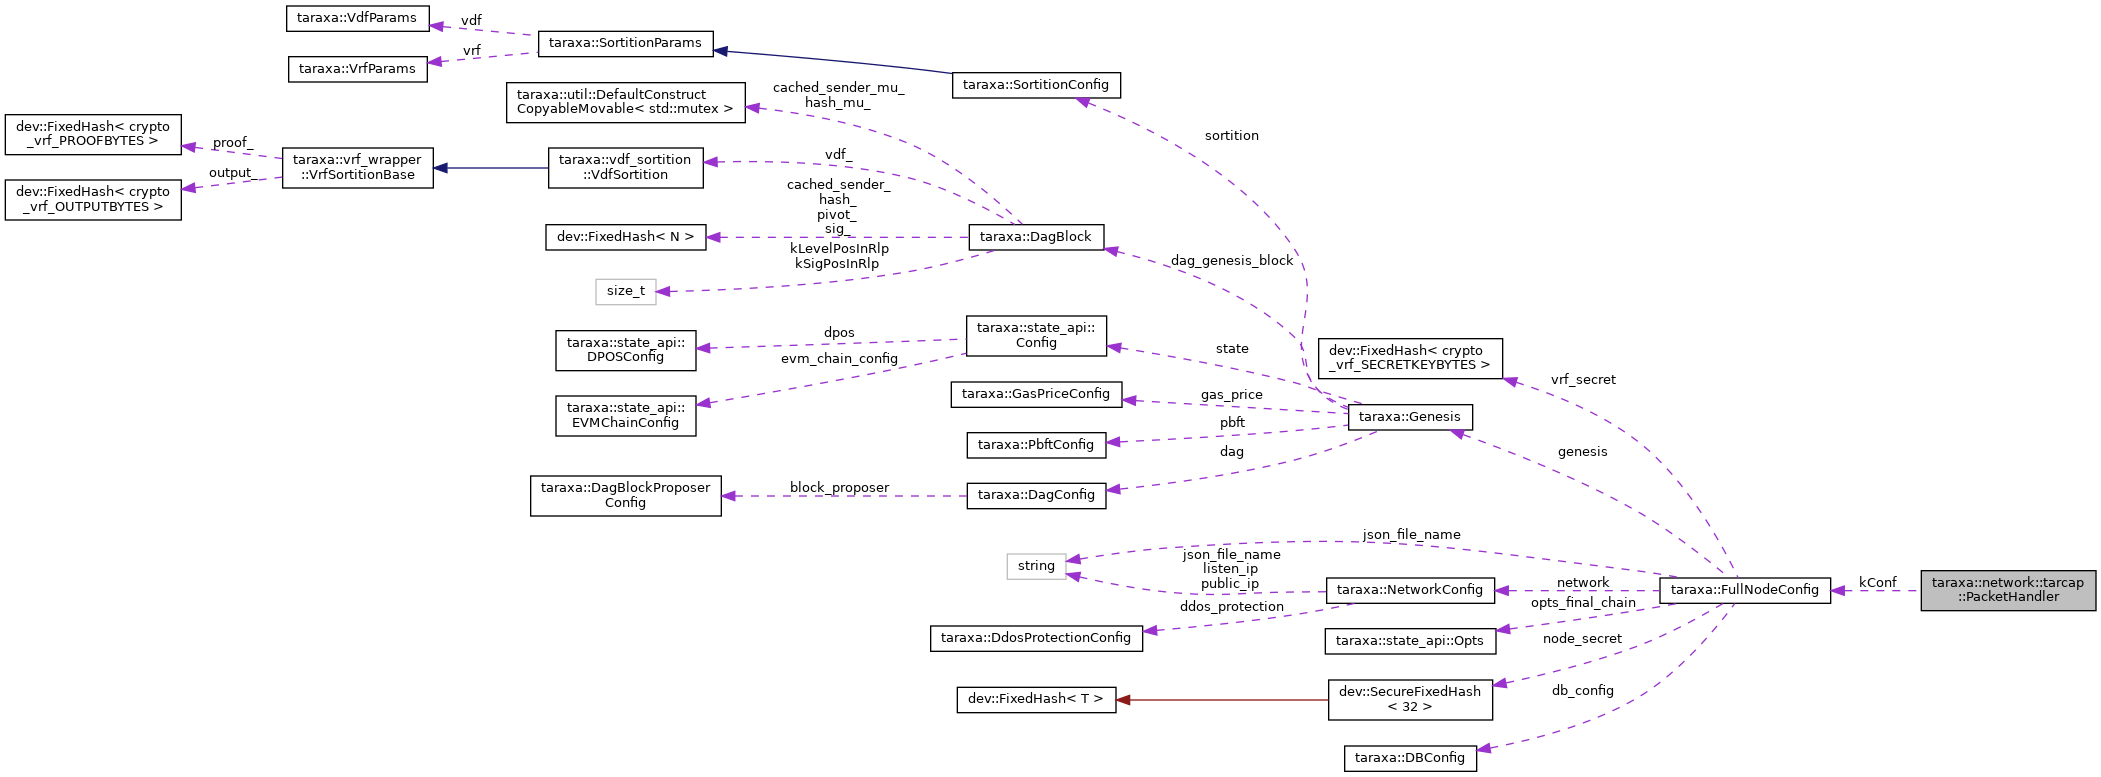 taraxa::VdfParams
vdf
taraxa::SortitionParams
vrf
taraxa::VrfParams
taraxa::SortitionConfig
taraxa::util::DefaultConstruct
CopyableMovable< std::mutex >
cached_sender_mu_
hash_mu_
dev::FixedHash< crypto
_vrf_PROOFBYTES >
proof_
sortition
taraxa::vrf_wrapper
::VrfSortitionBase
taraxa::vdf_sortition
::VdfSortition
vdf_
output_
dev::FixedHash< crypto
_vrf_OUTPUTBYTES >
cached_sender_
hash_
pivot_
sig_
dev::FixedHash< N >
taraxa::DagBlock
kLevelPosInRlp
kSigPosInRlp
dag_genesis_block
size_t
taraxa::state_api::
Config
dpos
taraxa::state_api::
DPOSConfig
evm_chain_config
state
dev::FixedHash< crypto
_vrf_SECRETKEYBYTES >
vrf_secret
taraxa::GasPriceConfig
gas_price
taraxa::state_api::
EVMChainConfig
taraxa::Genesis
pbft
taraxa::PbftConfig
dag
genesis
taraxa::DagBlockProposer
Config
block_proposer
taraxa::DagConfig
json_file_name
string
json_file_name
listen_ip
public_ip
taraxa::NetworkConfig
network
taraxa::FullNodeConfig
kConf
taraxa::network::tarcap
::PacketHandler
ddos_protection
opts_final_chain
taraxa::DdosProtectionConfig
taraxa::state_api::Opts
node_secret
dev::FixedHash< T >
dev::SecureFixedHash
< 32 >
db_config
taraxa::DBConfig